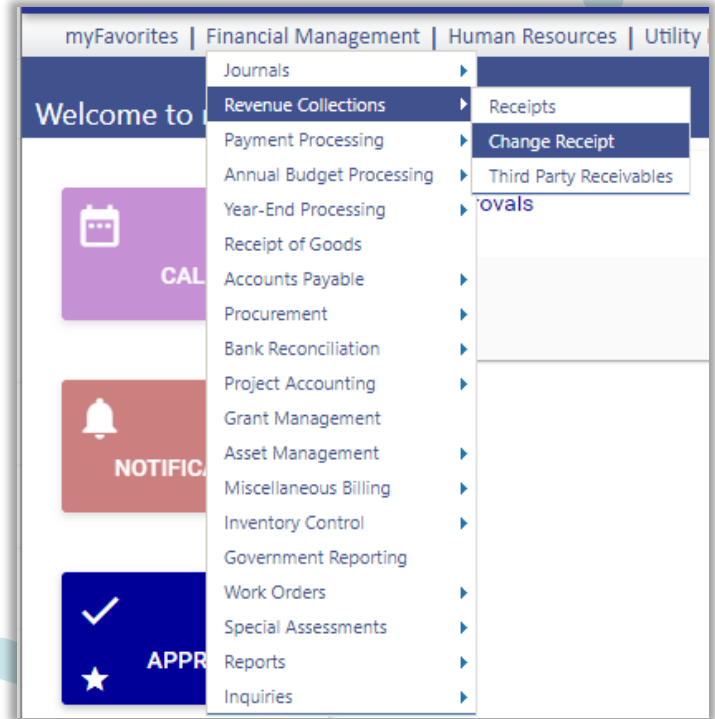 myFavorites | Financial Management | Human Resources | Utility
Journals
Welcome to
Revenue Collections
Receipts
Payment Processing
Change Receipt
Annual Budget Processing
Third Party Receivables
Year-End Processing
rovals
Receipt of Goods
CAL
Accounts Payable
Procurement
Bank Reconciliation
Project Accounting
Grant Management
Asset Management
NOTIFIC
Miscellaneous Billing
Inventory Control
Government Reporting
Work Orders
Special Assessments
APPR
Reports
Inquiries